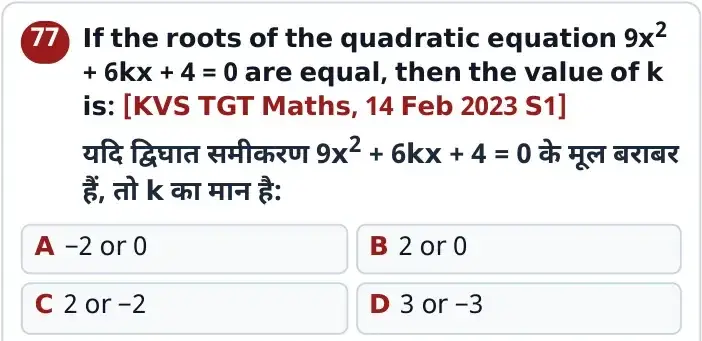 77 If the roots of the quadratic equation 9x²
+ 6kx + 4 = 0 are equal, then the value of k
is: [KVS TGT Maths, 14 Feb 2023 S1]
यदि द्विघात समीकरण 9x² + 6kx + 4 = 0 के मूल बराबर
हैं, तो k का मान है:
A −2 or 0
B 2 or 0
C 2 or −2
D 3 or −3